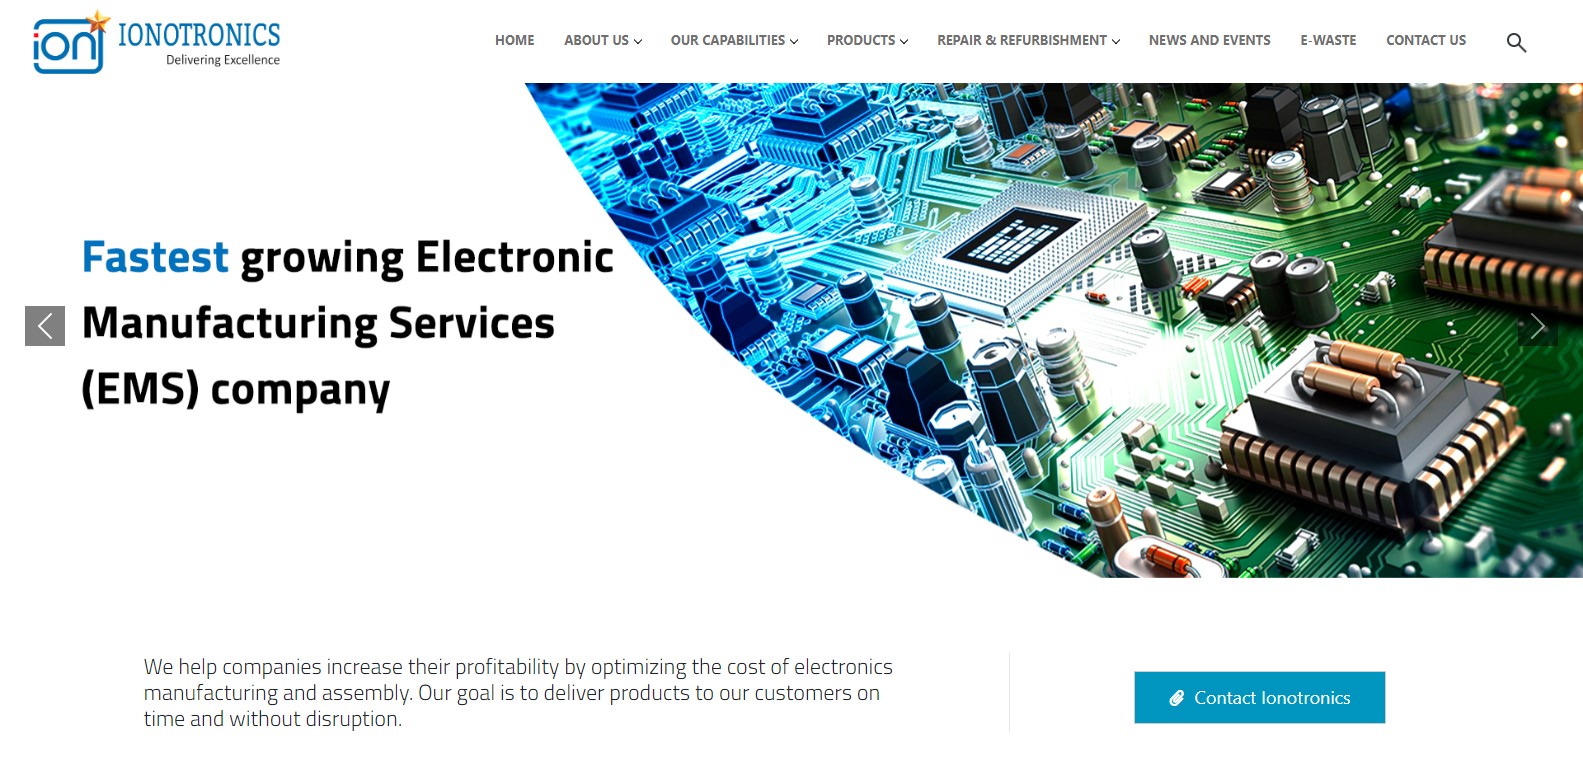 ion IONOTRONICS
Delivering Excellence
HOME ABOUT US OUR CAPABILITIES PRODUCTS REPAIR & REFURBISHMENT NEWS AND EVENTS E-WASTE CONTACT US
Fastest growing Electronic
Manufacturing Services
(EMS) company
We help companies increase their profitability by optimizing the cost of electronics
manufacturing and assembly. Our goal is to deliver products to our customers on
time and without disruption.
Contact Ionotronics